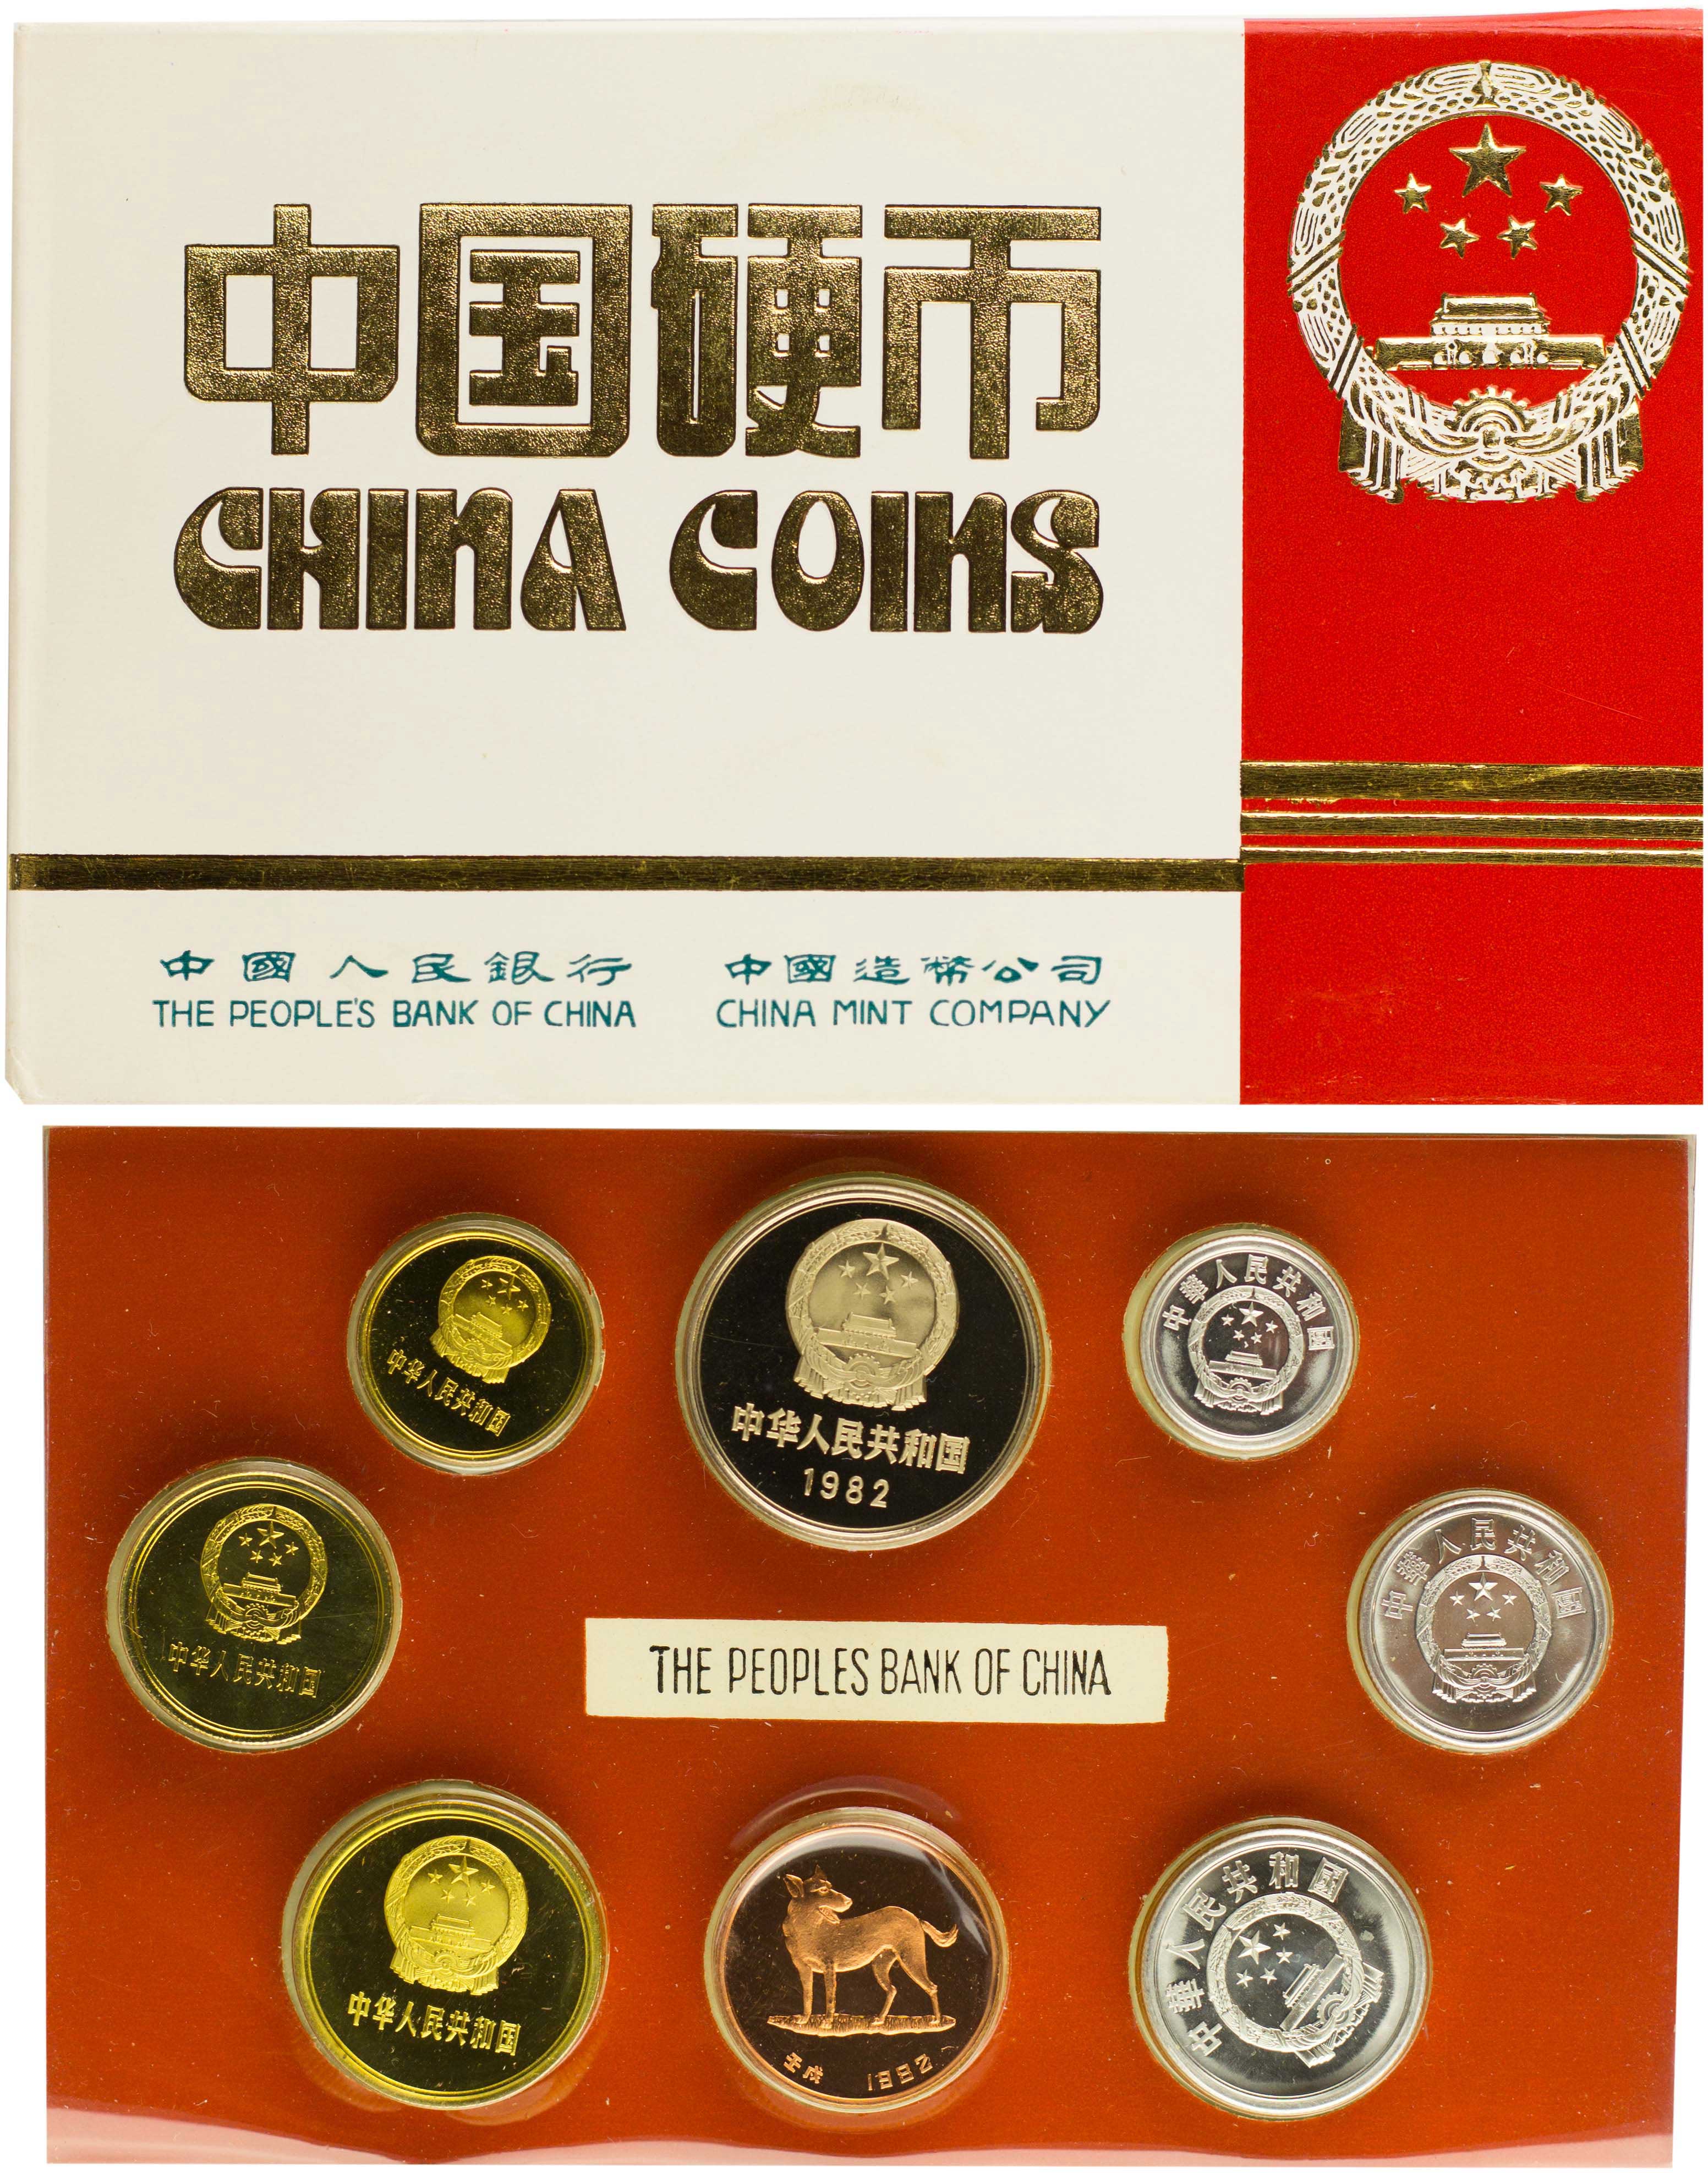 中国硬币
CHINA COINS
中國人民銀行
THE PEOPLE'S BANK OF CHINA
中國造幣公司
CHINA MINT COMPANY
中华人民共和国
中华人民共和国
1982
中華人民共和國
中华人民共和国
中華人民共和國
THE PEOPLES BANK OF CHINA
中华人民共和国
壬戌 1982
中華人民共和國